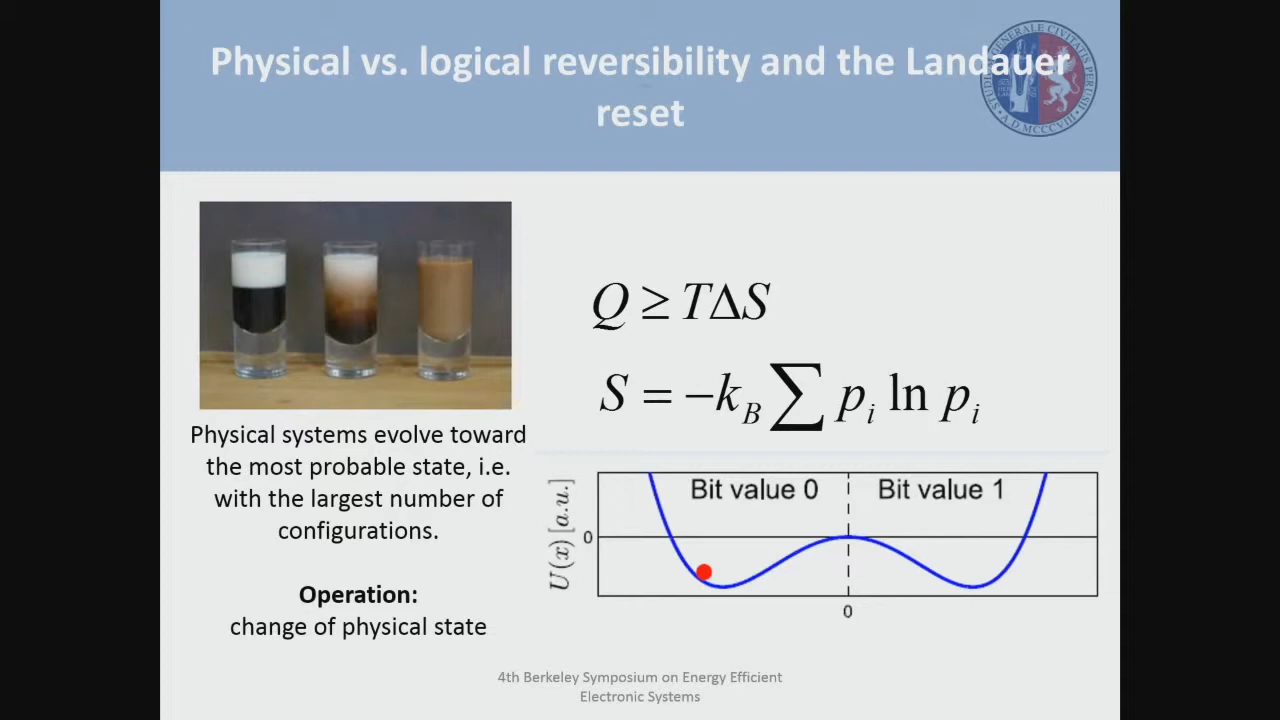 Physical vs. logical reversibility and the Landauer
reset
Q ≥ TΔS
S = −k_B ∑ p_i ln p_i
Physical systems evolve toward
the most probable state, i.e.
with the largest number of
configurations.
Operation:
change of physical state
U(x) [a.u.]
0
Bit value 0
Bit value 1
0
4th Berkeley Symposium on Energy Efficient
Electronic Systems